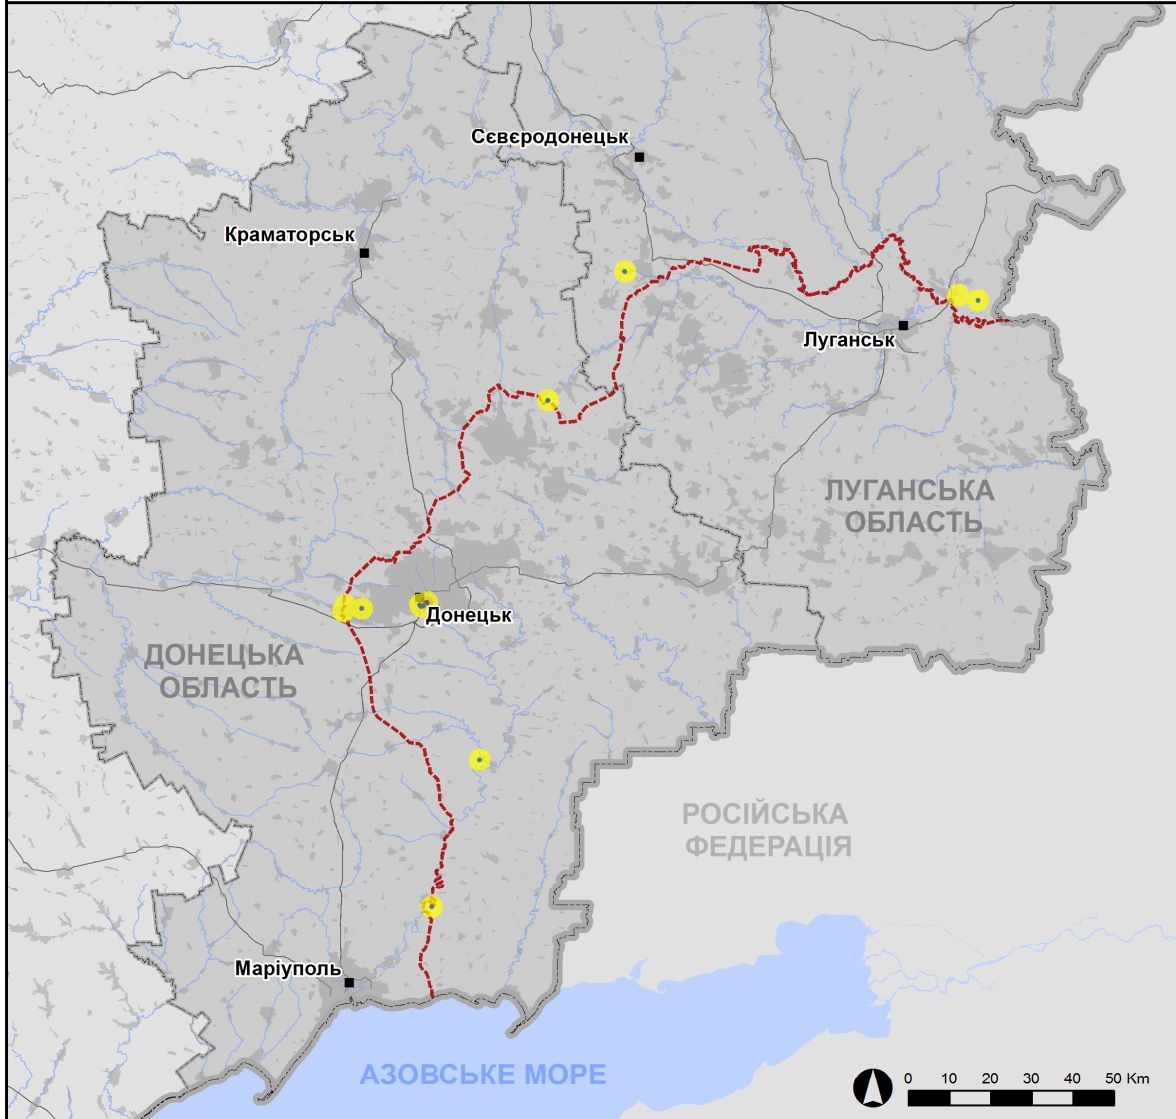 Сєвєродонецьк
Краматорськ
Луганськ
ЛУГАНСЬКА
ОБЛАСТЬ
Донецьк
ДОНЕЦЬКА
ОБЛАСТЬ
РОСІЙСЬКА
ФЕДЕРАЦІЯ
Маріуполь
АЗОВСЬКЕ МОРЕ
0 10 20 30 40 50 Km